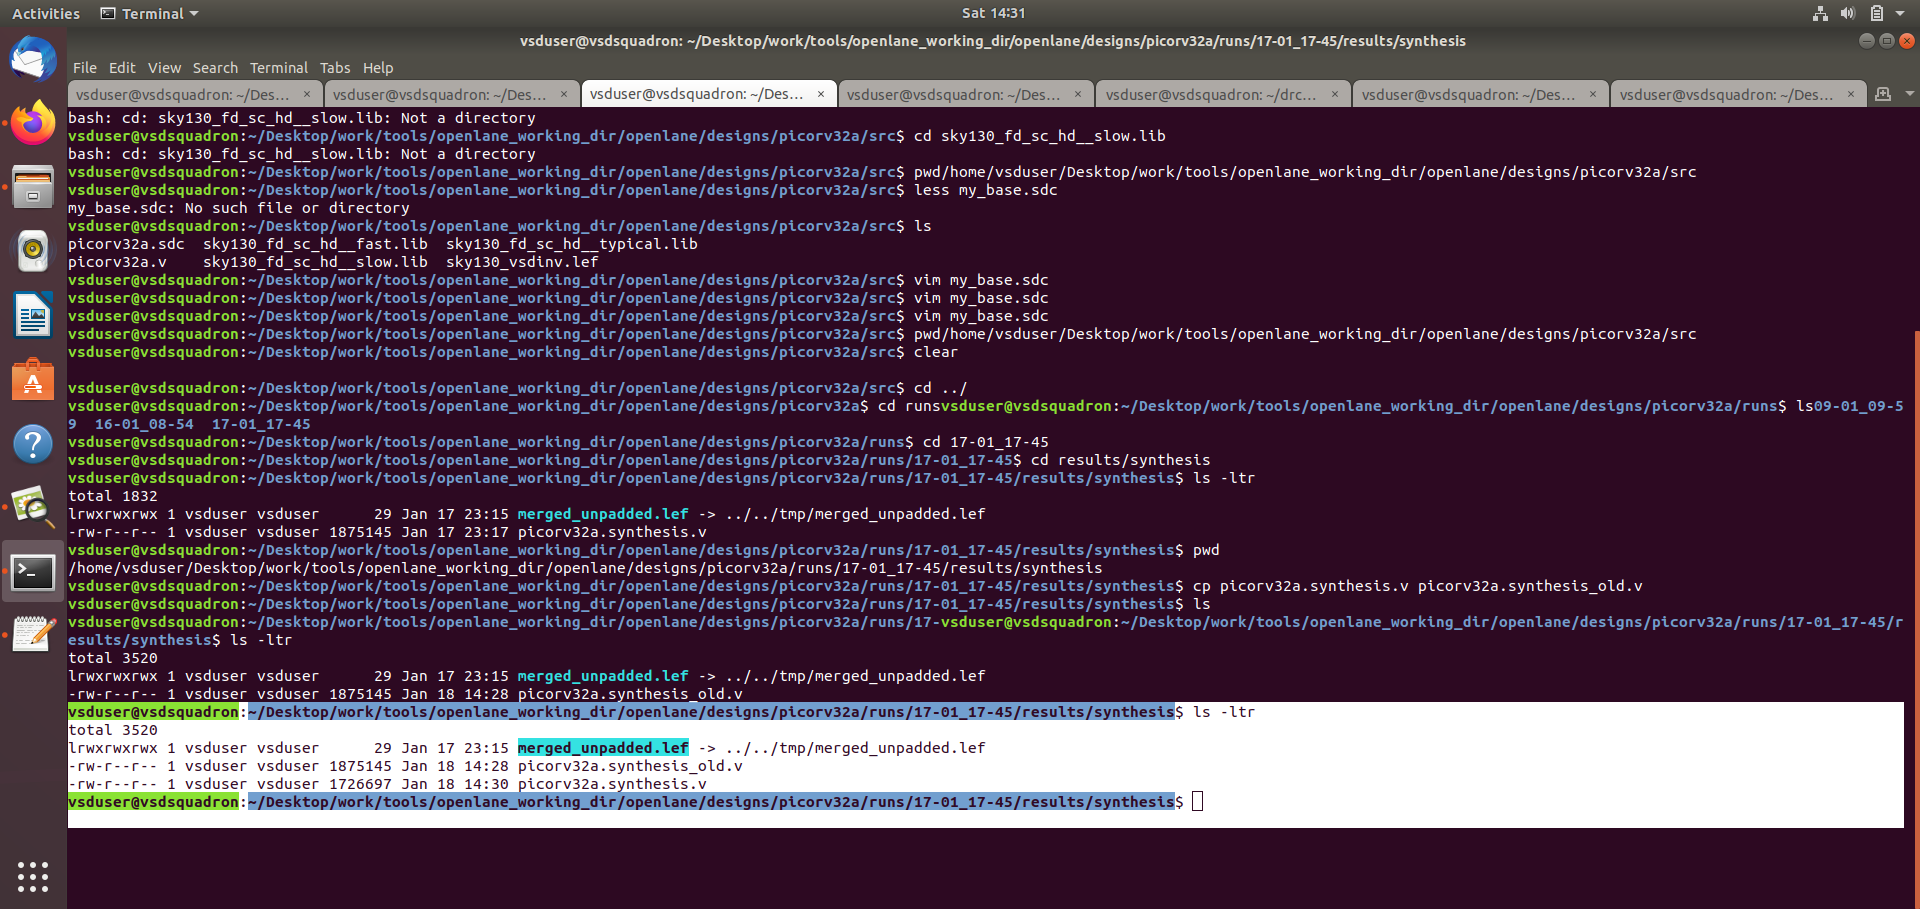 Activities Terminal Sat 14:31
vsduser@vsdsquadron: ~/Desktop/work/tools/openlane_working_dir/openlane/designs/picorv32a/runs/17-01_17-45/results/synthesis
File Edit View Search Terminal Tabs Help
vsduser@vsdsquadron: ~/Des... × vsduser@vsdsquadron: ~/Des... × vsduser@vsdsquadron: ~/Des... × vsduser@vsdsquadron: ~/Des... × vsduser@vsdsquadron: ~/drc... × vsduser@vsdsquadron: ~/Des... × vsduser@vsdsquadron: ~/Des... ×
bash: cd: sky130_fd_sc_hd__slow.lib: Not a directory
vsduser@vsdsquadron:~/Desktop/work/tools/openlane_working_dir/openlane/designs/picorv32a/src$ cd sky130_fd_sc_hd__slow.lib
bash: cd: sky130_fd_sc_hd__slow.lib: Not a directory
vsduser@vsdsquadron:~/Desktop/work/tools/openlane_working_dir/openlane/designs/picorv32a/src$ pwd/home/vsduser/Desktop/work/tools/openlane_working_dir/openlane/designs/picorv32a/src
vsduser@vsdsquadron:~/Desktop/work/tools/openlane_working_dir/openlane/designs/picorv32a/src$ less my_base.sdc
my_base.sdc: No such file or directory
vsduser@vsdsquadron:~/Desktop/work/tools/openlane_working_dir/openlane/designs/picorv32a/src$ ls
picorv32a.sdc  sky130_fd_sc_hd__fast.lib  sky130_fd_sc_hd__typical.lib
picorv32a.v    sky130_fd_sc_hd__slow.lib  sky130_vsdinv.lef
vsduser@vsdsquadron:~/Desktop/work/tools/openlane_working_dir/openlane/designs/picorv32a/src$ vim my_base.sdc
vsduser@vsdsquadron:~/Desktop/work/tools/openlane_working_dir/openlane/designs/picorv32a/src$ vim my_base.sdc
vsduser@vsdsquadron:~/Desktop/work/tools/openlane_working_dir/openlane/designs/picorv32a/src$ vim my_base.sdc
vsduser@vsdsquadron:~/Desktop/work/tools/openlane_working_dir/openlane/designs/picorv32a/src$ pwd/home/vsduser/Desktop/work/tools/openlane_working_dir/openlane/designs/picorv32a/src
vsduser@vsdsquadron:~/Desktop/work/tools/openlane_working_dir/openlane/designs/picorv32a/src$ clear
vsduser@vsdsquadron:~/Desktop/work/tools/openlane_working_dir/openlane/designs/picorv32a/src$ cd ../
vsduser@vsdsquadron:~/Desktop/work/tools/openlane_working_dir/openlane/designs/picorv32a$ cd runsvsduser@vsdsquadron:~/Desktop/work/tools/openlane_working_dir/openlane/designs/picorv32a/runs$ ls09-01_09-5
9  16-01_08-54  17-01_17-45
vsduser@vsdsquadron:~/Desktop/work/tools/openlane_working_dir/openlane/designs/picorv32a/runs$ cd 17-01_17-45
vsduser@vsdsquadron:~/Desktop/work/tools/openlane_working_dir/openlane/designs/picorv32a/runs/17-01_17-45$ cd results/synthesis
vsduser@vsdsquadron:~/Desktop/work/tools/openlane_working_dir/openlane/designs/picorv32a/runs/17-01_17-45/results/synthesis$ ls -ltr
total 1832
lrwxrwxrwx 1 vsduser vsduser      29 Jan 17 23:15 merged_unpadded.lef -> ../../tmp/merged_unpadded.lef
-rw-r--r-- 1 vsduser vsduser 1875145 Jan 17 23:17 picorv32a.synthesis.v
vsduser@vsdsquadron:~/Desktop/work/tools/openlane_working_dir/openlane/designs/picorv32a/runs/17-01_17-45/results/synthesis$ pwd
/home/vsduser/Desktop/work/tools/openlane_working_dir/openlane/designs/picorv32a/runs/17-01_17-45/results/synthesis
vsduser@vsdsquadron:~/Desktop/work/tools/openlane_working_dir/openlane/designs/picorv32a/runs/17-01_17-45/results/synthesis$ cp picorv32a.synthesis.v picorv32a.synthesis_old.v
vsduser@vsdsquadron:~/Desktop/work/tools/openlane_working_dir/openlane/designs/picorv32a/runs/17-01_17-45/results/synthesis$ ls
vsduser@vsdsquadron:~/Desktop/work/tools/openlane_working_dir/openlane/designs/picorv32a/runs/17-vsduser@vsdsquadron:~/Desktop/work/tools/openlane_working_dir/openlane/designs/picorv32a/runs/17-01_17-45/r
esults/synthesis$ ls -ltr
total 3520
lrwxrwxrwx 1 vsduser vsduser      29 Jan 17 23:15 merged_unpadded.lef -> ../../tmp/merged_unpadded.lef
-rw-r--r-- 1 vsduser vsduser 1875145 Jan 18 14:28 picorv32a.synthesis_old.v
vsduser@vsdsquadron:~/Desktop/work/tools/openlane_working_dir/openlane/designs/picorv32a/runs/17-01_17-45/results/synthesis$ ls -ltr
total 3520
lrwxrwxrwx 1 vsduser vsduser      29 Jan 17 23:15 merged_unpadded.lef -> ../../tmp/merged_unpadded.lef
-rw-r--r-- 1 vsduser vsduser 1875145 Jan 18 14:28 picorv32a.synthesis_old.v
-rw-r--r-- 1 vsduser vsduser 1726697 Jan 18 14:30 picorv32a.synthesis.v
vsduser@vsdsquadron:~/Desktop/work/tools/openlane_working_dir/openlane/designs/picorv32a/runs/17-01_17-45/results/synthesis$